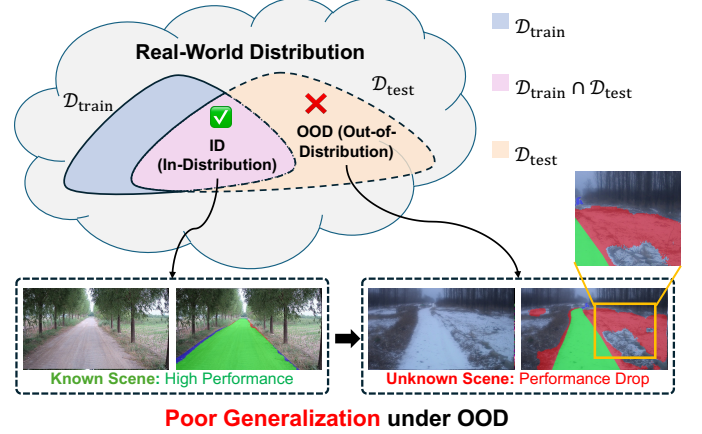 Real-World Distribution
𝒟train
𝒟test
ID
(In-Distribution)
OOD (Out-of-
Distribution)
𝒟train
𝒟train ∩ 𝒟test
𝒟test
Known Scene: High Performance
Unknown Scene: Performance Drop
Poor Generalization under OOD